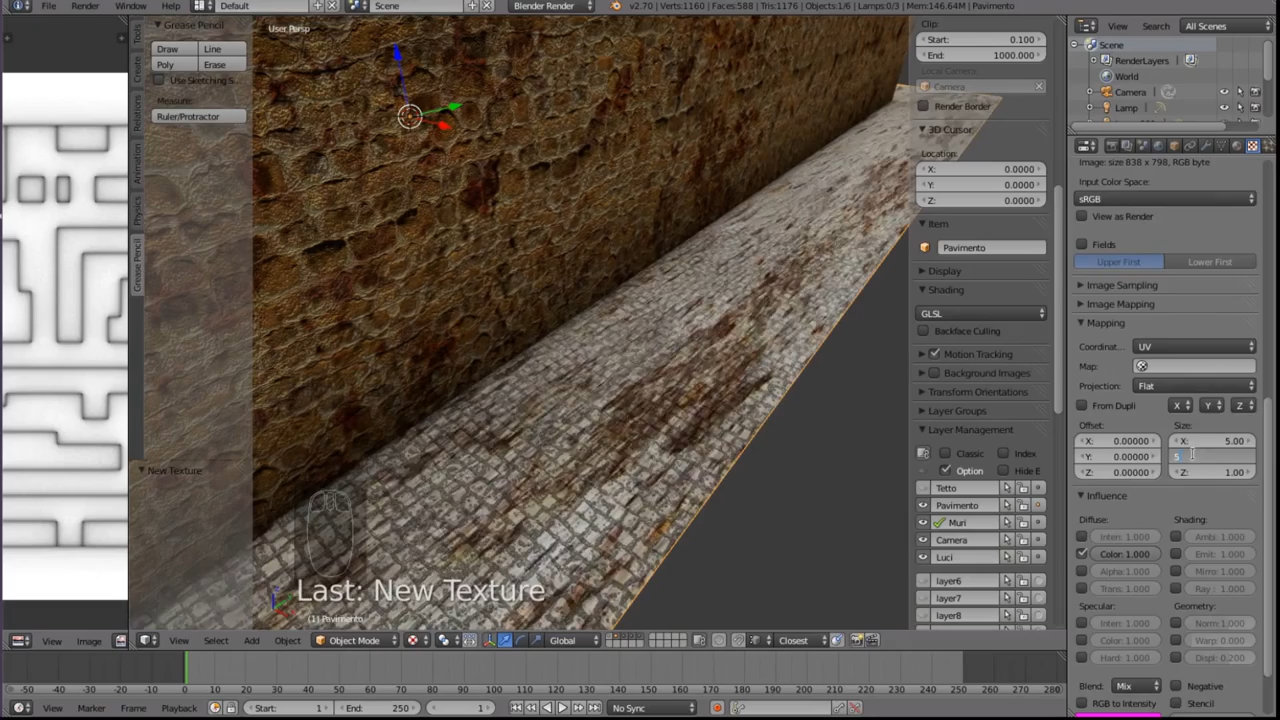 File Render Window Help Default Scene Blender Render v2.70 | Verts:1160 | Faces:588 | Tris:1176 | Objects:1/6 | Lamps:0/3 | Mem:146.64M | Pavimento View Search All Scenes
Grease Pencil
User Persp
Draw Line
Poly Erase
Use Sketching S...
Measure:
Ruler/Protractor
Tools
Create
Relations
Animation
Physics
Grease Pencil
New Texture
Last: New Texture
(1) Pavimento
Clip:
Start: 0.100
End: 1000.000
Local Camera:
Camera
Render Border
3D Cursor
Location:
X: 0.0000
Y: 0.0000
Z: 0.0000
Item
Pavimento
Display
Shading
GLSL
Backface Culling
Motion Tracking
Background Images
Transform Orientations
Layer Groups
Layer Management
Classic Index
Option Hide E
Tetto
Pavimento
Muri
Camera
Luci
layer6
layer7
layer8
Scene
RenderLayers
World
Camera
Lamp
Image: size 838 x 798, RGB byte
Input Color Space:
sRGB
View as Render
Fields
Upper First Lower First
Image Sampling
Image Mapping
Mapping
Coordinat... UV
Map:
Projection: Flat
From Dupli X Y Z
Offset: Size:
X: 0.00000 X: 5.00
Y: 0.00000 5
Z: 0.00000 Z: 1.00
Influence
Diffuse: Shading:
Inten: 1.000 Ambi: 1.000
Color: 1.000 Emit: 1.000
Alpha: 1.000 Mirro: 1.000
Trans: 1.000 Ray : 1.000
Specular: Geometry:
Inten: 1.000 Norm: 1.000
Color: 1.000 Warp: 0.000
Hard: 1.000 Displ: 0.200
Blend: Mix Negative
RGB to Intensity Stencil
View Image View Select Add Object Object Mode Global Closest
-50 -40 -30 -20 -10 0 10 20 30 40 50 60 70 80 90 100 110 120 130 140 150 160 170 180 190 200 210 220 230 240 250 260 270 280
View Marker Frame Playback Start: 1 End: 250 1 No Sync